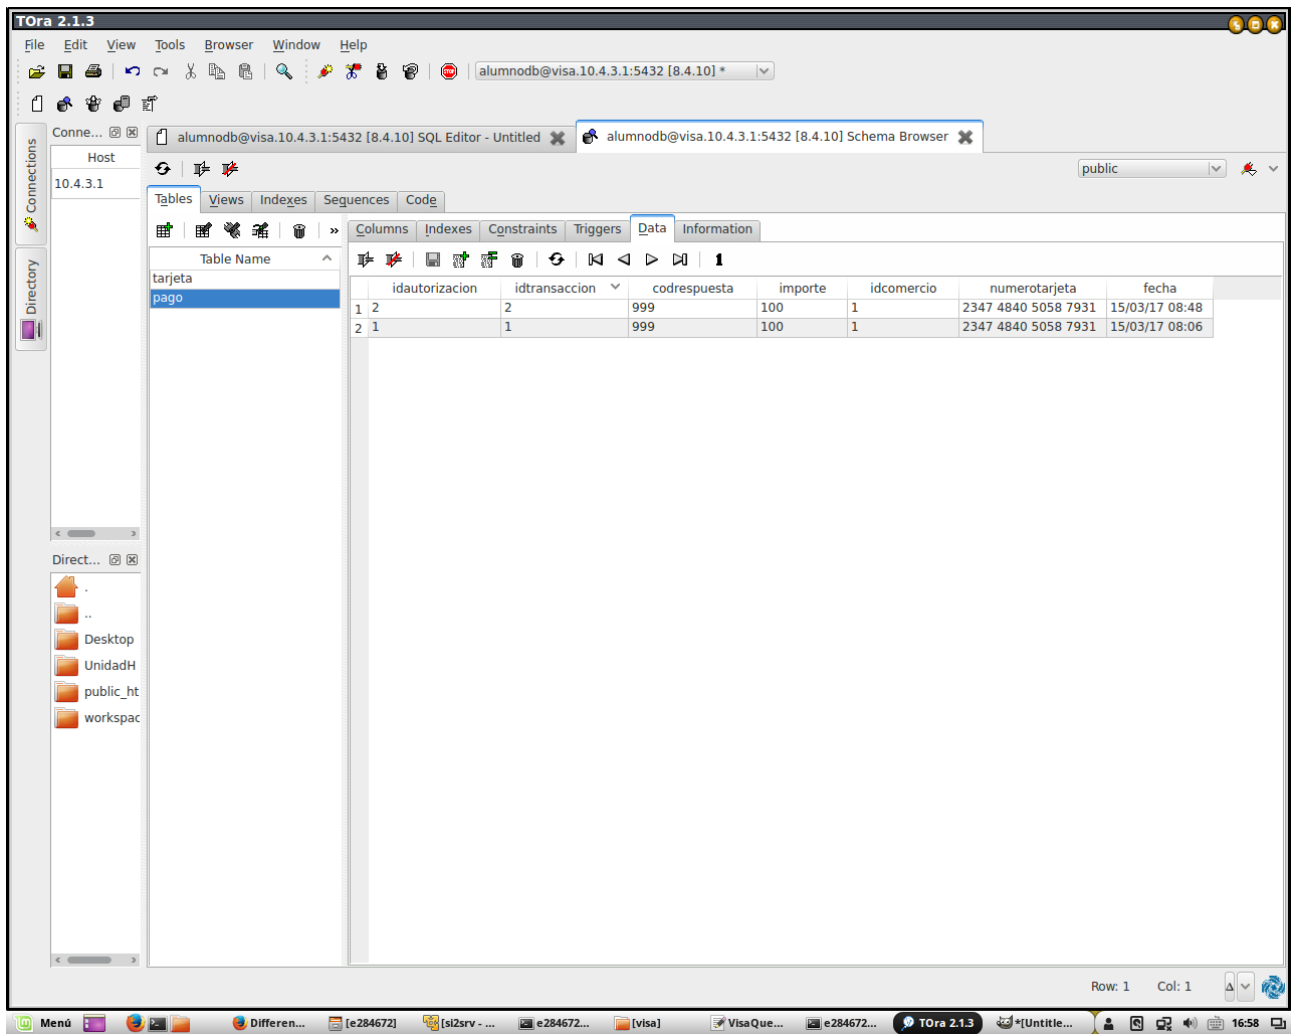 TOra 2.1.3
File Edit View Tools Browser Window Help
alumnodb@visa.10.4.3.1:5432 [8.4.10] *
Connections
Directory
Conne...
Host
10.4.3.1
alumnodb@visa.10.4.3.1:5432 [8.4.10] SQL Editor - Untitled
alumnodb@visa.10.4.3.1:5432 [8.4.10] Schema Browser
public
Tables Views Indexes Sequences Code
»
Columns Indexes Constraints Triggers Data Information
Table Name
tarjeta
pago
1
idautorizacion idtransaccion codrespuesta importe idcomercio numerotarjeta fecha
1 2 2 999 100 1 2347 4840 5058 7931 15/03/17 08:48
2 1 1 999 100 1 2347 4840 5058 7931 15/03/17 08:06
Direct...
.
..
Desktop
UnidadH
public_ht
workspac
Row: 1 Col: 1
Menú Differen... [e284672] [si2srv - ... e284672... [visa] VisaQue... e284672... TOra 2.1.3 *[Untitle... 16:58